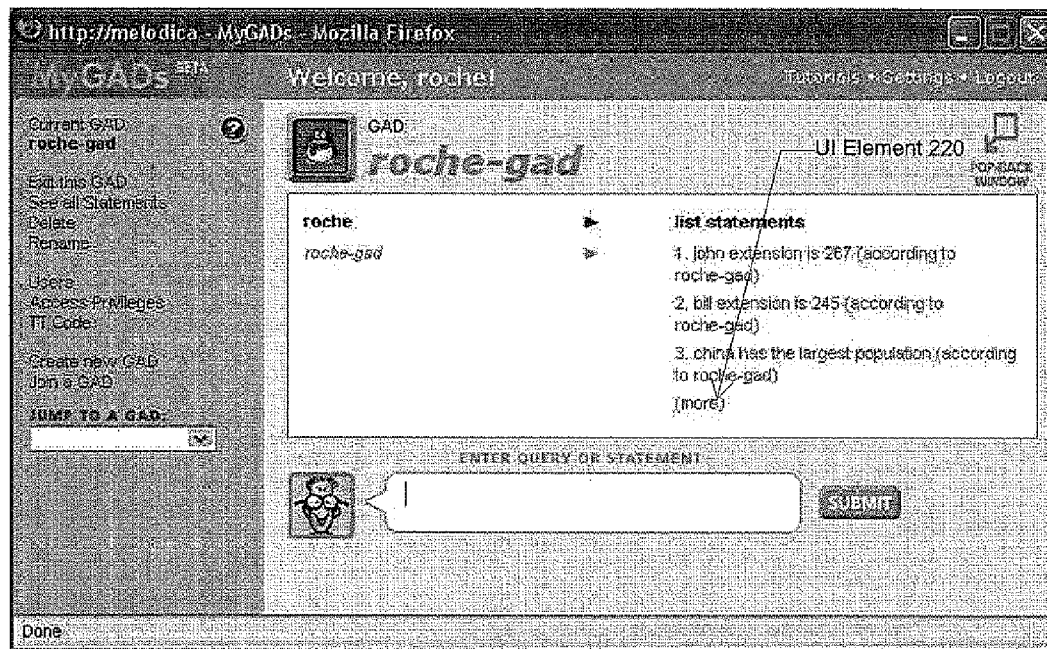 http://melodica - MyGADs - Mozilla Firefox
MyGADs BETA
Welcome, roche!
Tutorials • Settings • Logout
Current GAD:
roche-gad
Exit this GAD
See all Statements
Delete
Rename
Users
Access Privileges
TT Code
Create new GAD
Join a GAD
JUMP TO A GAD:
GAD
roche-gad
UI Element 220
POP BACK
WINDOW
roche
list statements
roche-gad
1, john extension is 267 (according to
roche-gad)
2, bill extension is 245 (according to
roche-gad)
3, china has the largest population (according
to roche-gad)
(more)
ENTER QUERY OR STATEMENT
SUBMIT
Done